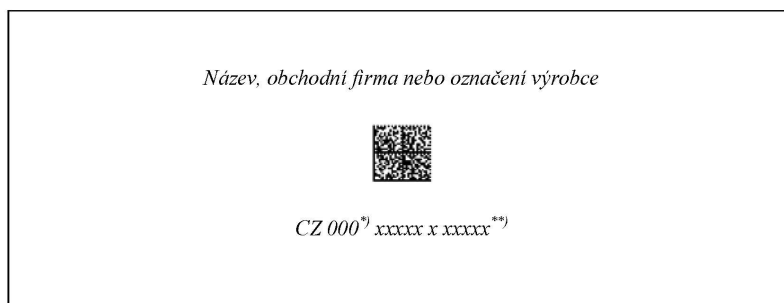 Název, obchodní firma nebo označení výrobce
CZ 000*) xxxxx x xxxxx**)